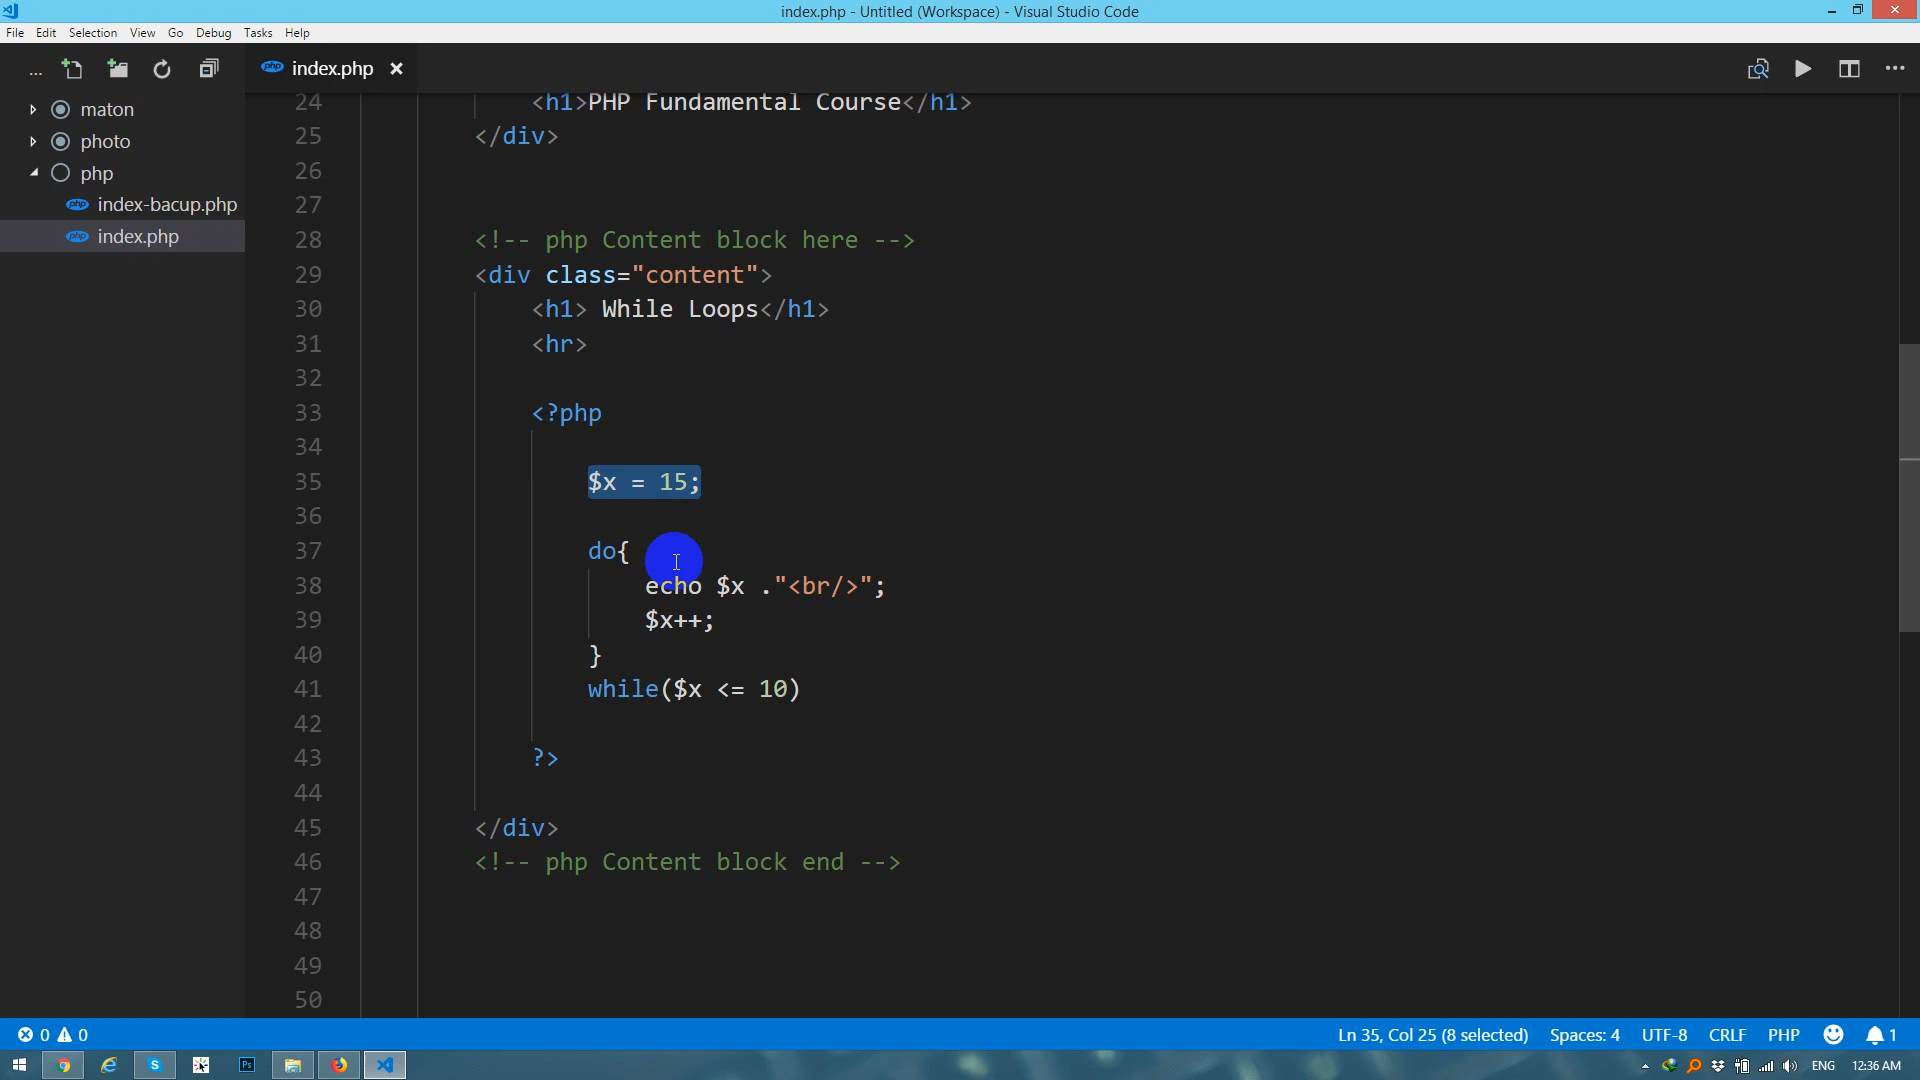 index.php - Untitled (Workspace) - Visual Studio Code
File Edit Selection View Go Debug Tasks Help
... php index.php
maton
photo
php
php index-bacup.php
php index.php
24 <h1>PHP Fundamental Course</h1>
25 </div>
26
27
28 <!-- php Content block here -->
29 <div class="content">
30 <h1> While Loops</h1>
31 <hr>
32
33 <?php
34
35 $x = 15;
36
37 do{
38 echo $x ."<br/>";
39 $x++;
40 }
41 while($x <= 10)
42
43 ?>
44
45 </div>
46 <!-- php Content block end -->
47
48
49
50
0 0 Ln 35, Col 25 (8 selected) Spaces: 4 UTF-8 CRLF PHP 1
Ps ENG 12:36 AM